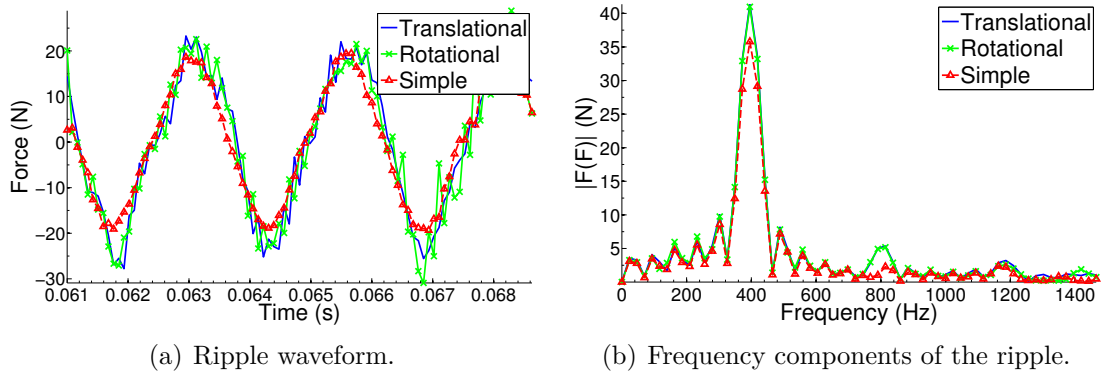 Translational
Rotational
Simple
20
10
0
−10
−20
−30
Force (N)
0.061 0.062 0.063 0.064 0.065 0.066 0.067 0.068
Time (s)
(a) Ripple waveform.
Translational
Rotational
Simple
40
35
30
25
20
15
10
5
|F(F)| (N)
0 200 400 600 800 1000 1200 1400
Frequency (Hz)
(b) Frequency components of the ripple.